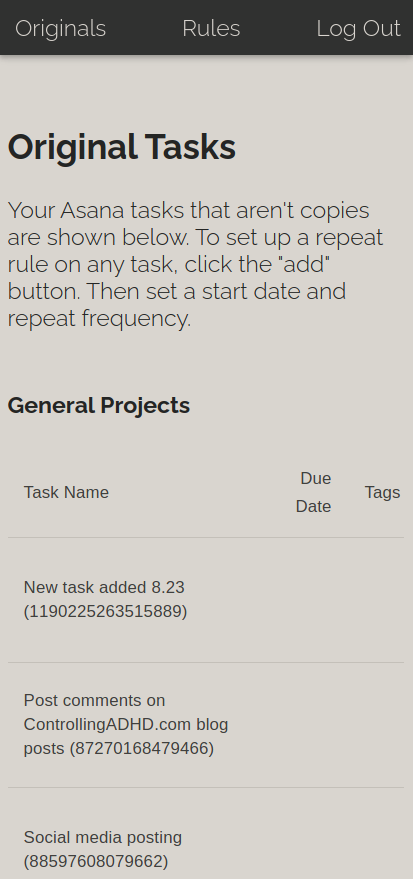 Originals Rules Log Out
Original Tasks
Your Asana tasks that aren't copies
are shown below. To set up a repeat
rule on any task, click the "add"
button. Then set a start date and
repeat frequency.
General Projects
Task Name Due Date Tags
New task added 8.23
(1190225263515889)
Post comments on
ControllingADHD.com blog
posts (87270168479466)
Social media posting
(88597608079662)